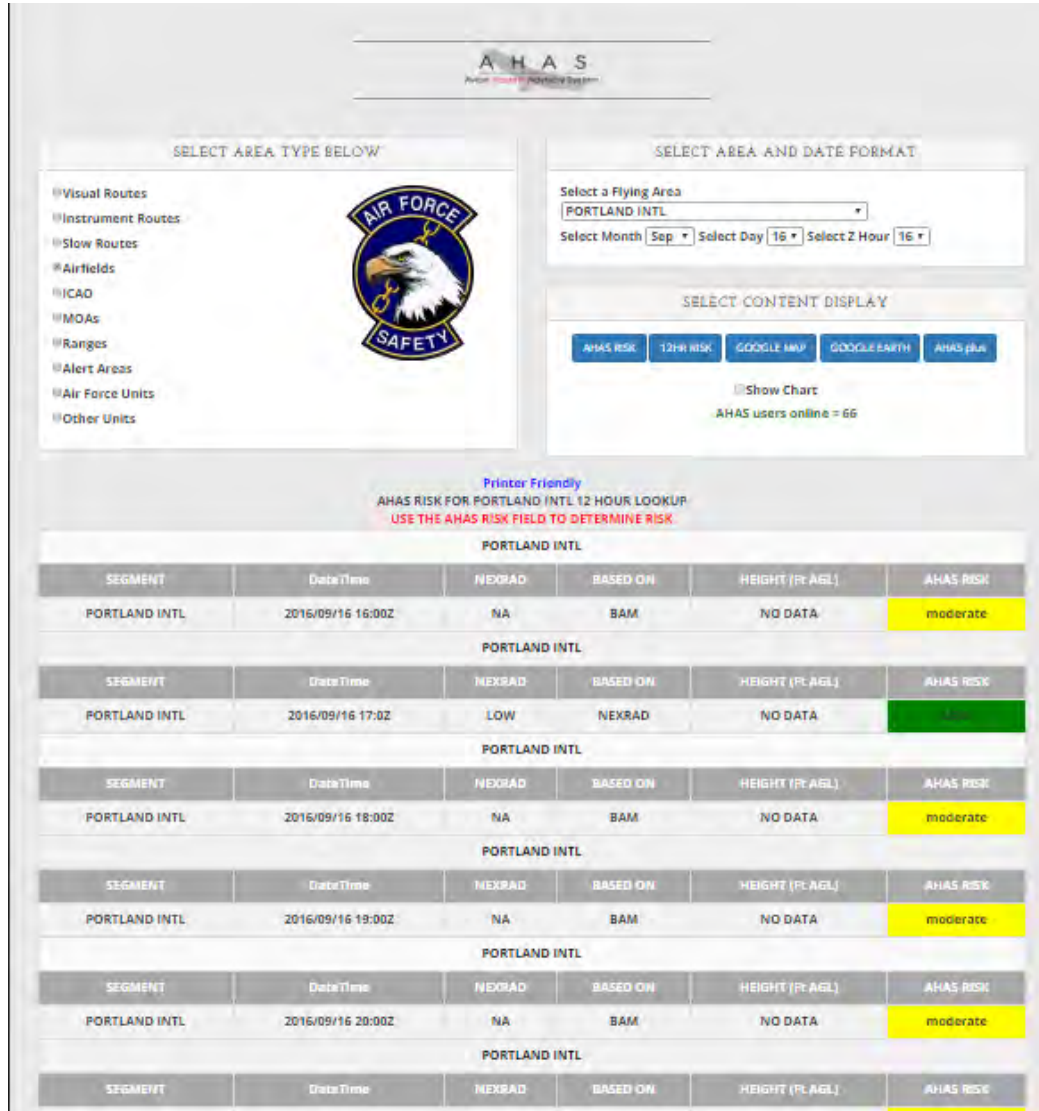 A H A S
Avian Hazard Advisory System
SELECT AREA TYPE BELOW
Visual Routes
Instrument Routes
Slow Routes
Airfields
ICAO
MOAs
Ranges
Alert Areas
Air Force Units
Other Units
AIR FORCE
SAFETY
SELECT AREA AND DATE FORMAT
Select a Flying Area
PORTLAND INTL
Select Month Sep Select Day 16 Select Z Hour 16
SELECT CONTENT DISPLAY
AHAS RISK 12HR RISK GOOGLE MAP GOOGLE EARTH AHAS plus
Show Chart
AHAS users online = 66
Printer Friendly
AHAS RISK FOR PORTLAND INTL 12 HOUR LOOKUP
USE THE AHAS RISK FIELD TO DETERMINE RISK
PORTLAND INTL
SEGMENT DateTime NEXRAD BASED ON HEIGHT (Ft AGL) AHAS RISK
PORTLAND INTL 2016/09/16 16:00Z NA BAM NO DATA moderate
PORTLAND INTL
SEGMENT DateTime NEXRAD BASED ON HEIGHT (Ft AGL) AHAS RISK
PORTLAND INTL 2016/09/16 17:0Z LOW NEXRAD NO DATA
PORTLAND INTL
SEGMENT DateTime NEXRAD BASED ON HEIGHT (Ft AGL) AHAS RISK
PORTLAND INTL 2016/09/16 18:00Z NA BAM NO DATA moderate
PORTLAND INTL
SEGMENT DateTime NEXRAD BASED ON HEIGHT (Ft AGL) AHAS RISK
PORTLAND INTL 2016/09/16 19:00Z NA BAM NO DATA moderate
PORTLAND INTL
SEGMENT DateTime NEXRAD BASED ON HEIGHT (Ft AGL) AHAS RISK
PORTLAND INTL 2016/09/16 20:00Z NA BAM NO DATA moderate
PORTLAND INTL
SEGMENT DateTime NEXRAD BASED ON HEIGHT (Ft AGL) AHAS RISK